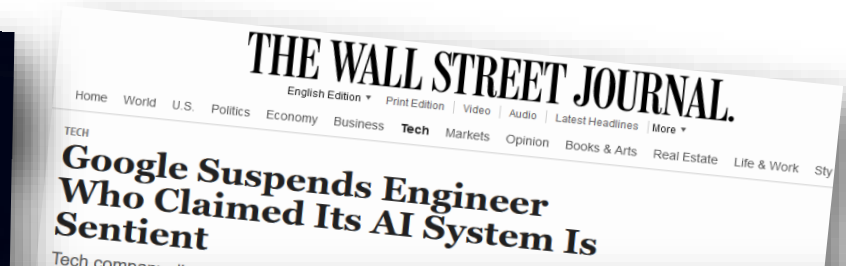 THE WALL STREET JOURNAL.
English Edition Print Edition Video Audio Latest Headlines More
Home World U.S. Politics Economy Business Tech Markets Opinion Books & Arts Real Estate Life & Work
TECH
Google Suspends Engineer
Who Claimed Its AI System Is
Sentient
Tech